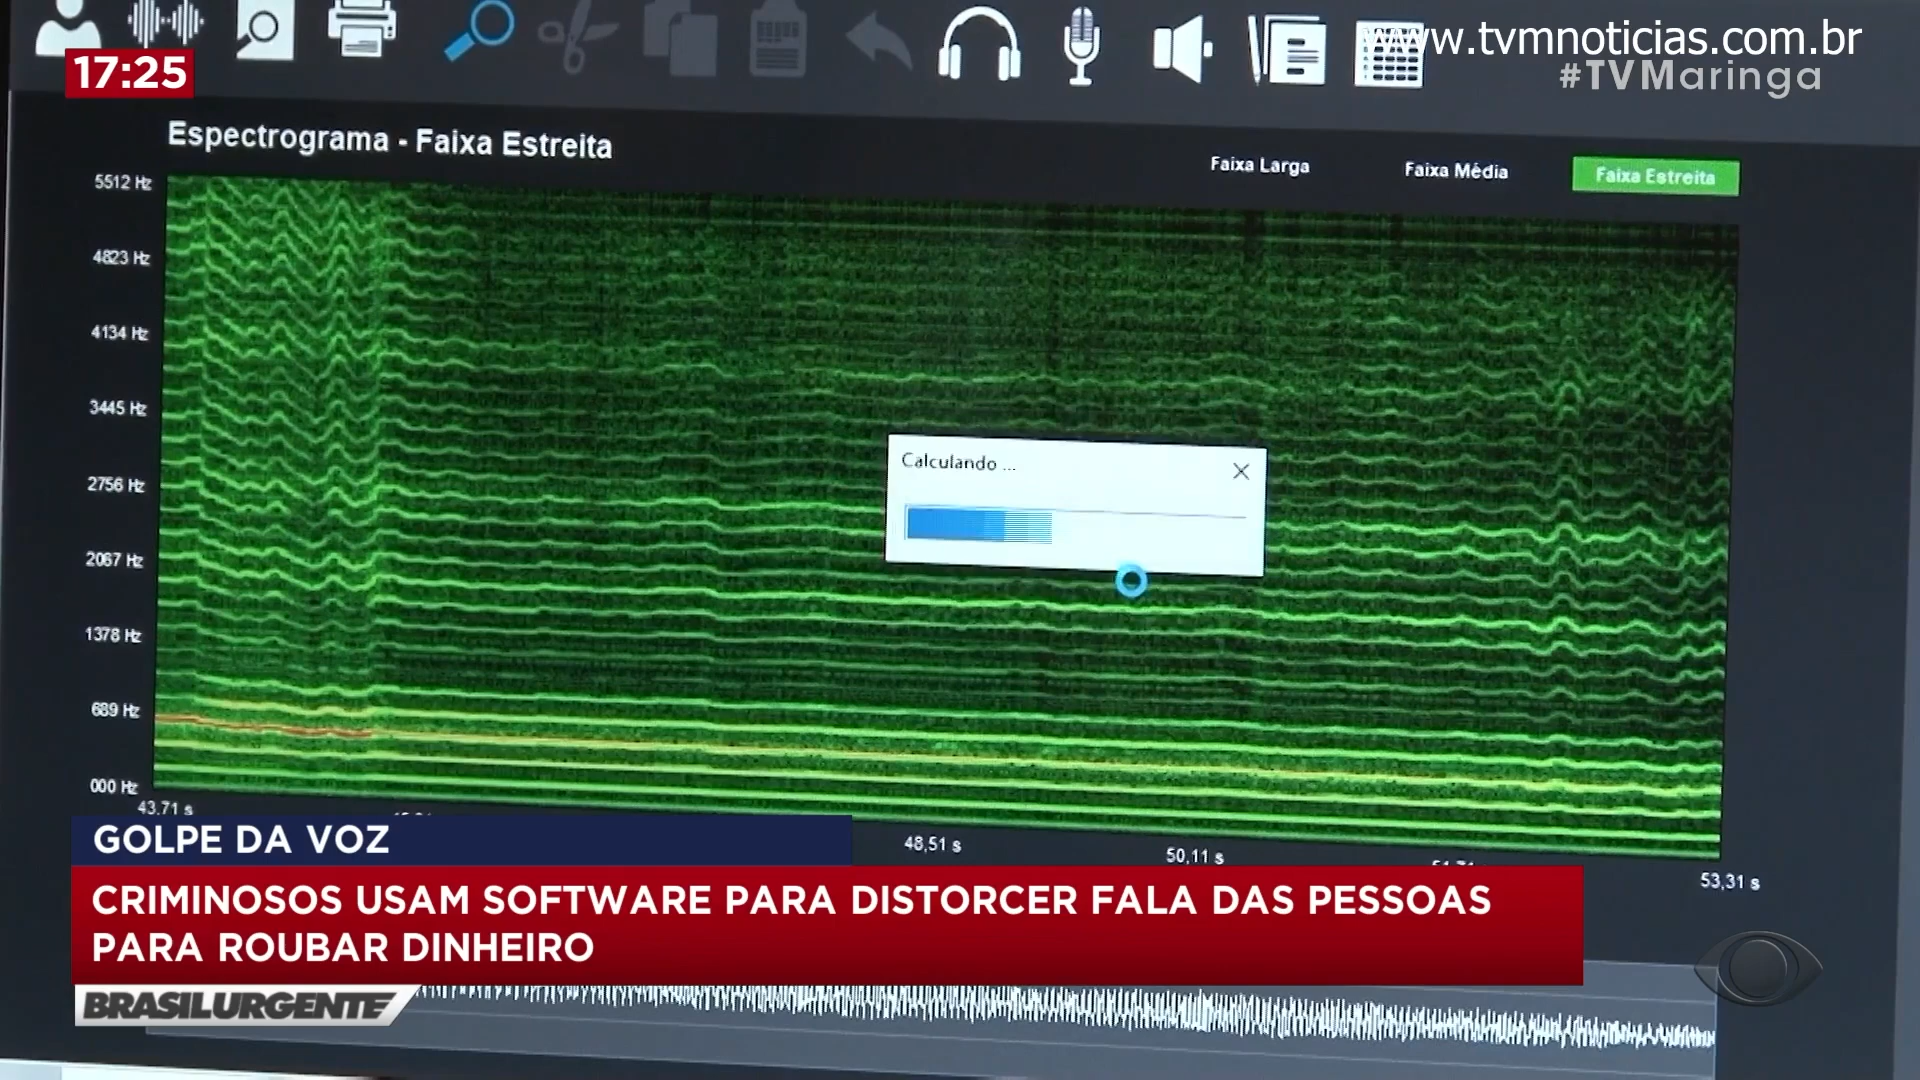 www.tvmnoticias.com.br
17:25
#TVMaringa
Espectrograma - Faixa Estreita
Faixa Larga
Faixa Média
Faixa Estreita
5512 Hz
4823 Hz
4134 Hz
3445 Hz
2756 Hz
2067 Hz
1378 Hz
689 Hz
000 Hz
Calculando ...
43,71 s
48,51 s
50,11 s
53,31 s
GOLPE DA VOZ
CRIMINOSOS USAM SOFTWARE PARA DISTORCER FALA DAS PESSOAS
PARA ROUBAR DINHEIRO
BRASILURGENTE